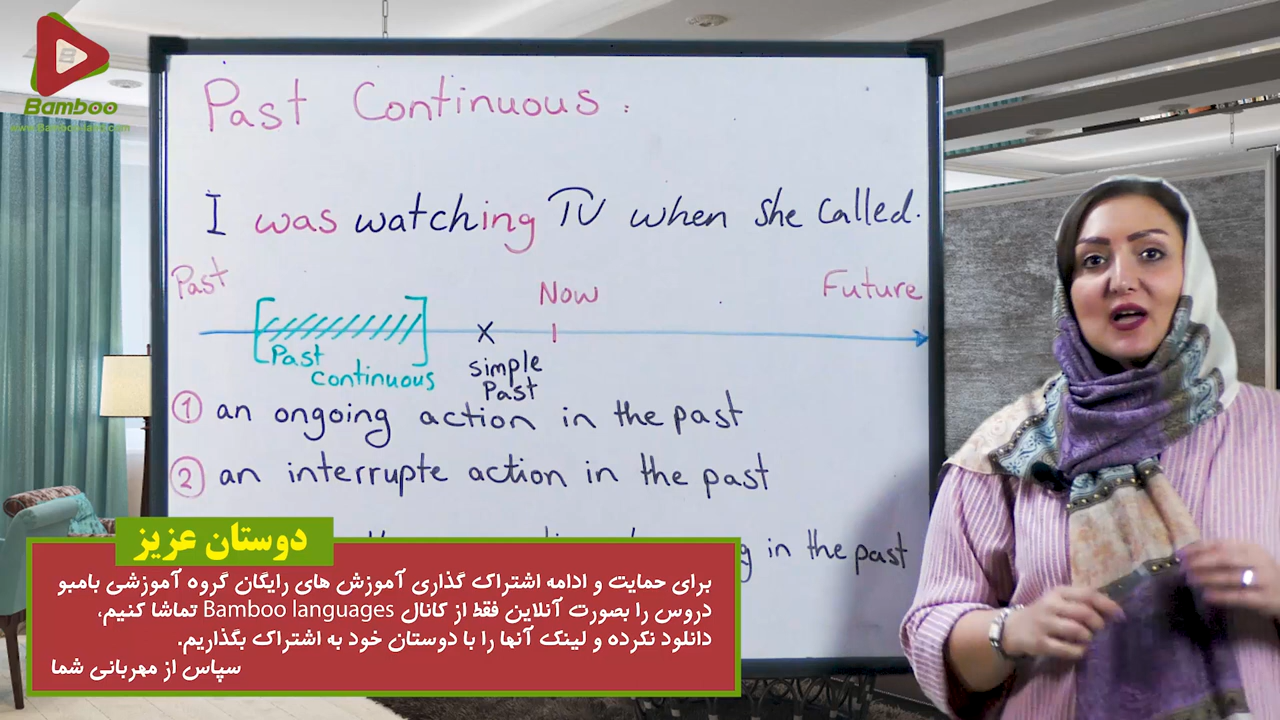 Bamboo
Past Continuous :
I was watching TV when she called.
Past
Now
Future
Past
continuous
simple
Past
① an ongoing action in the past
② an interrupte action in the past
in the past
دوستان عزیز
برای حمایت و ادامه اشتراک گذاری آموزش های رایگان گروه آموزشی بامبو
دروس را بصورت آنلاین فقط از کانال Bamboo languages تماشا کنیم،
دانلود نکرده و لینک آنها را با دوستان خود به اشتراک بگذاریم.
سپاس از مهربانی شما